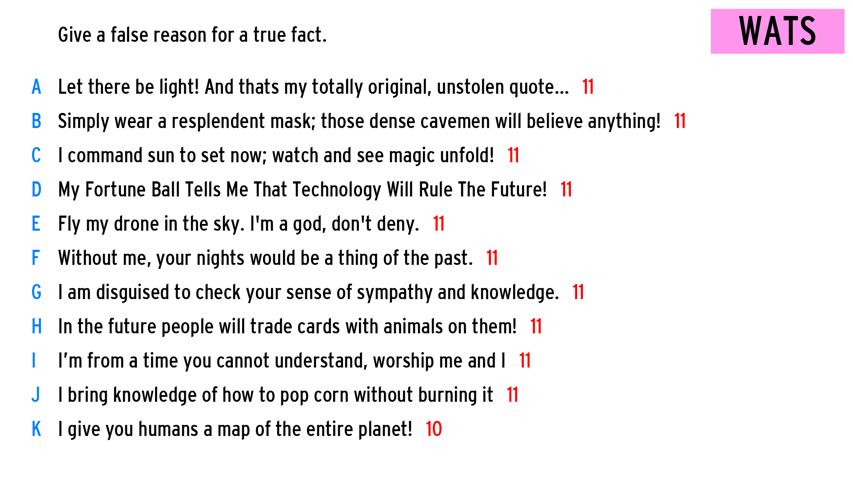 Give a false reason for a true fact.
WATS
A Let there be light! And thats my totally original, unstolen quote... 11
B Simply wear a resplendent mask; those dense cavemen will believe anything! 11
C I command sun to set now; watch and see magic unfold! 11
D My Fortune Ball Tells Me That Technology Will Rule The Future! 11
E Fly my drone in the sky. I'm a god, don't deny. 11
F Without me, your nights would be a thing of the past. 11
G I am disguised to check your sense of sympathy and knowledge. 11
H In the future people will trade cards with animals on them! 11
I I’m from a time you cannot understand, worship me and I 11
J I bring knowledge of how to pop corn without burning it 11
K I give you humans a map of the entire planet! 10